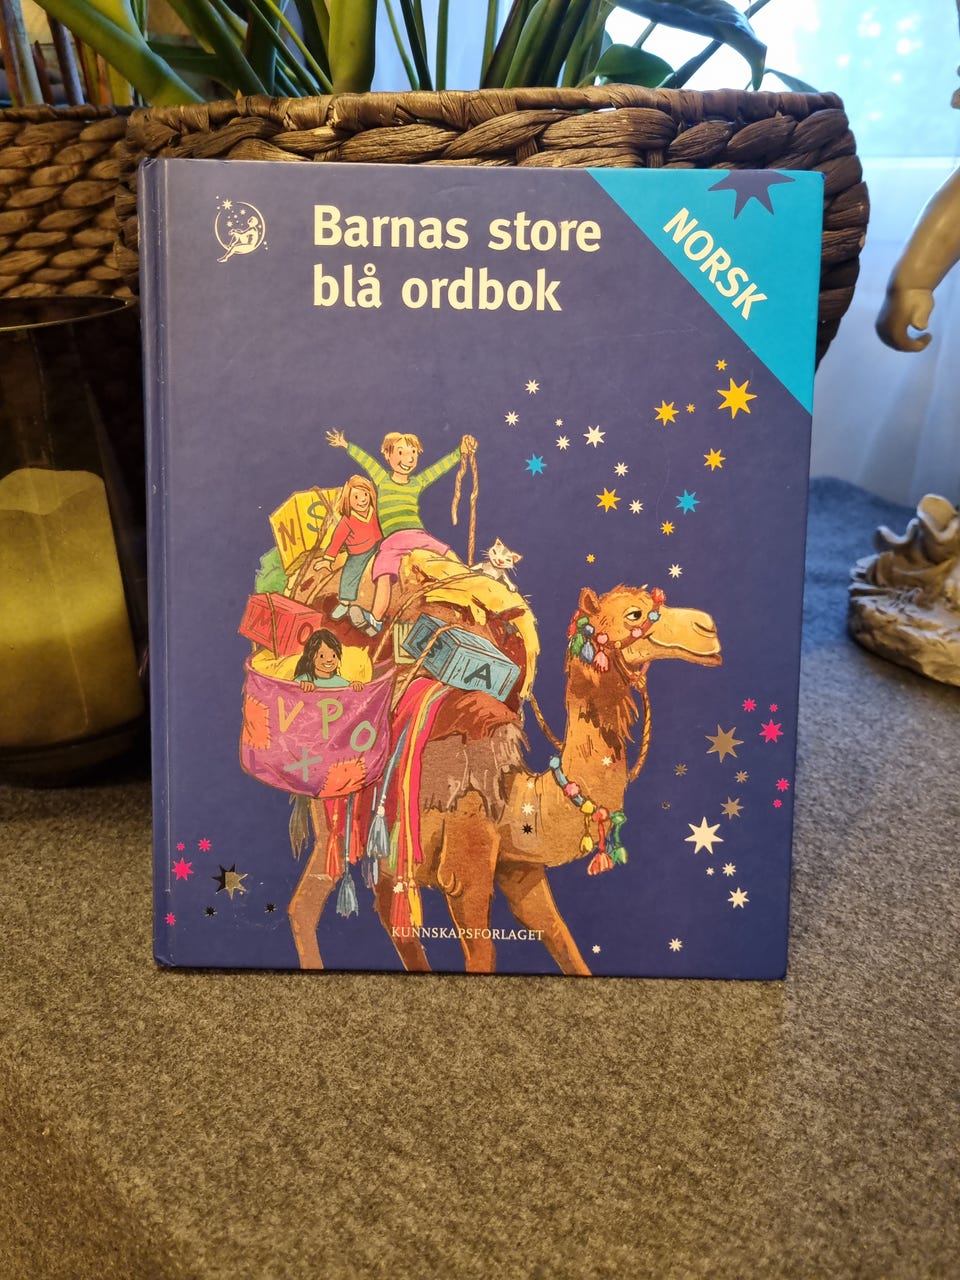 Barnas store
blå ordbok
NORSK
N S
M O
A
V P O
X
KUNNSKAPSFORLAGET